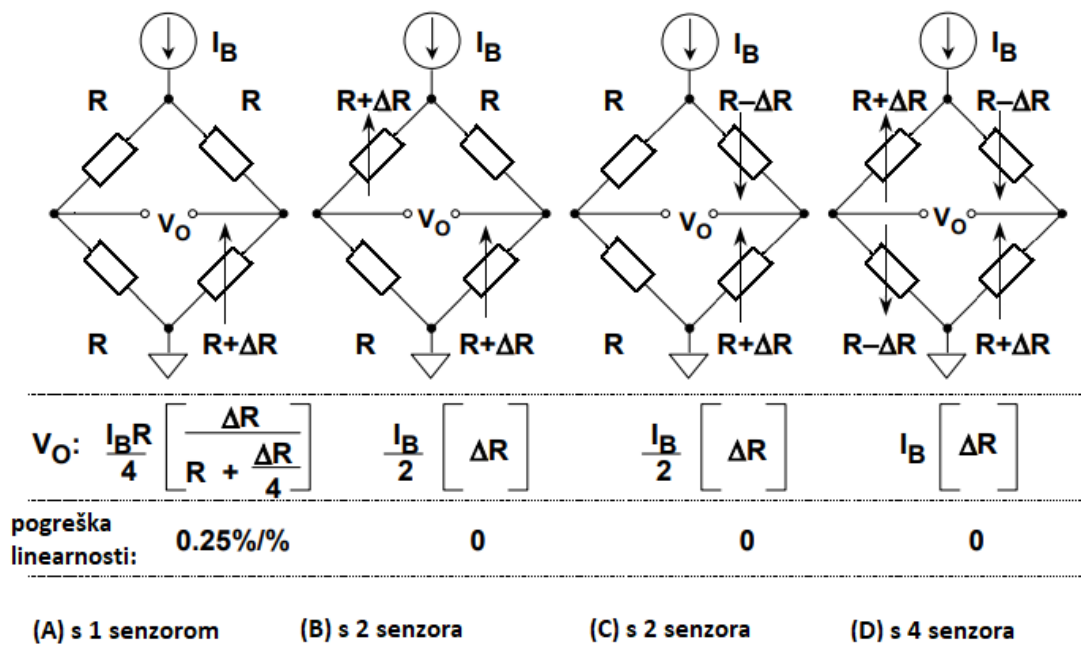 I_B I_B I_B I_B
R R R+ΔR R R R−ΔR R+ΔR R−ΔR
V_O V_O V_O V_O
R R+ΔR R R+ΔR R R+ΔR R−ΔR R+ΔR
V_O: I_B R / 4 [ ΔR / (R + ΔR/4) ] I_B / 2 [ ΔR ] I_B / 2 [ ΔR ] I_B [ ΔR ]
pogreška
linearnosti: 0.25%/% 0 0 0
(A) s 1 senzorom (B) s 2 senzora (C) s 2 senzora (D) s 4 senzora